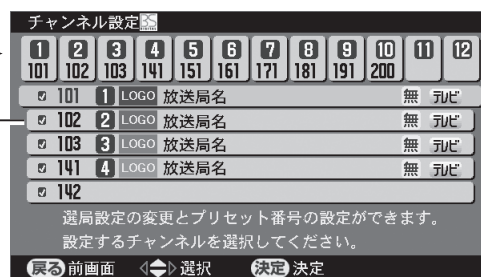 チャンネル設定BS
1 2 3 4 5 6 7 8 9 10 11 12
101 102 103 141 151 161 171 181 191 200
101 1 LOGO 放送局名 無 テレビ
102 2 LOGO 放送局名 無 テレビ
103 3 LOGO 放送局名 無 テレビ
141 4 LOGO 放送局名 無 テレビ
142
選局設定の変更とプリセット番号の設定ができます。
設定するチャンネルを選択してください。
戻る 前画面 選択 決定 決定